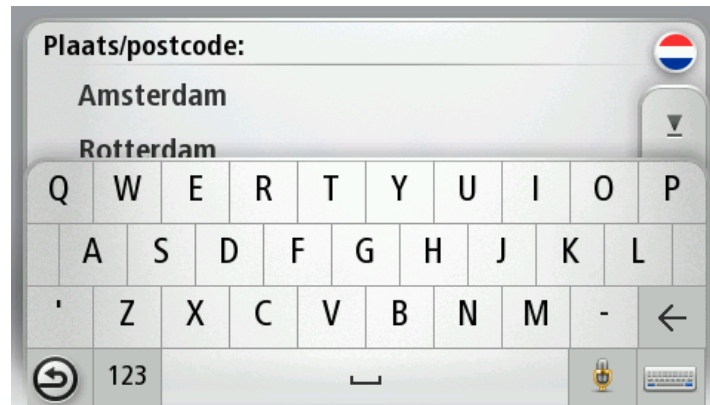 Plaats/postcode:
Amsterdam
Rotterdam
Q W E R T Y U I O P
A S D F G H J K L
' Z X C V B N M - ←
123